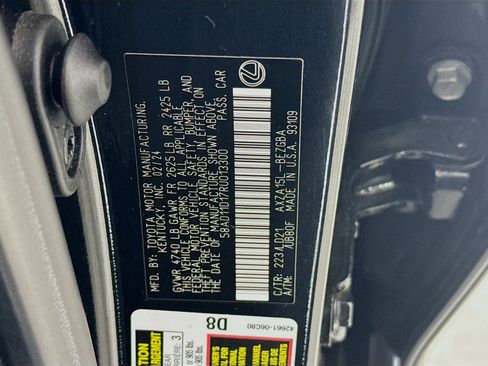 MFD. BY: TOYOTA MOTOR MANUFACTURING,
KENTUCKY, INC. 02/24
GVWR 4740 LB GAWR FR 2625 LB RR 2425 LB
THIS VEHICLE CONFORMS TO ALL APPLICABLE
FEDERAL MOTOR VEHICLE SAFETY, BUMPER, AND
THEFT PREVENTION STANDARDS IN EFFECT ON
THE DATE OF MANUFACTURE SHOWN ABOVE.
58AD11D17RU013300 PASS. CAR
C/TR: 223/LD21 AXZA15L-BEZGBA
/UB80F MADE IN U.S.A. 93109
42661-06C80
D8